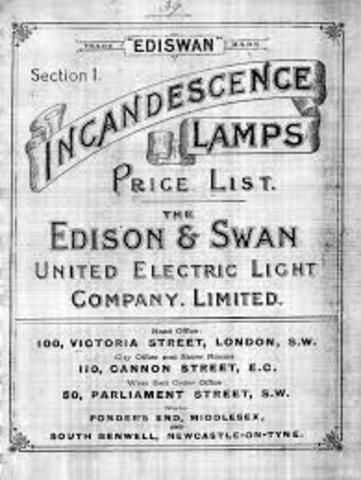 39
TRADE "EDISWAN" MARK
Section 1.
INCANDESCENCE
LAMPS
PRICE LIST.
THE
EDISON & SWAN
UNITED ELECTRIC LIGHT
COMPANY, LIMITED.
Head Office:
100, VICTORIA STREET, LONDON, S.W.
City Office and Show Rooms
110, CANNON STREET, E.C.
West End Order Office
50, PARLIAMENT STREET, S.W.
Works
PONDER'S END, MIDDLESEX,
AND
SOUTH BENWELL, NEWCASTLE-ON-TYNE.